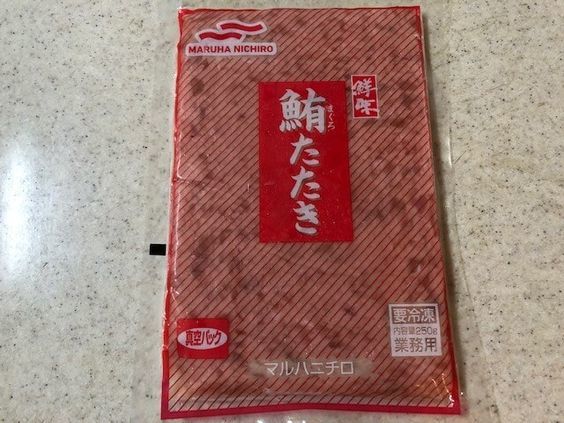 MARUHA NICHIRO
鮮味
鮪たたき
まぐろ
要冷凍
内容量250g
業務用
真空パック
マルハニチロ